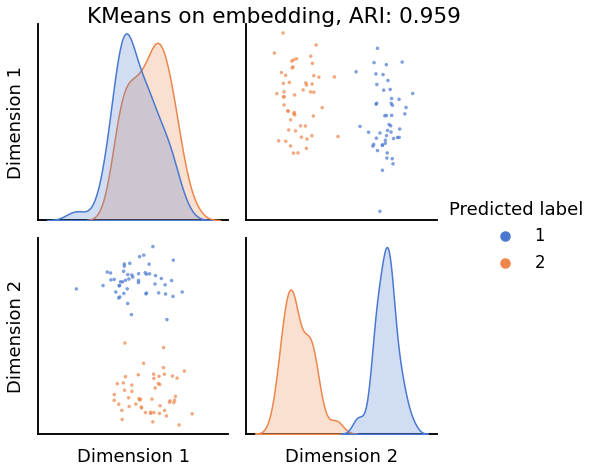 KMeans on embedding, ARI: 0.959
Dimension 1
Predicted label
1
2
Dimension 2
Dimension 1
Dimension 2